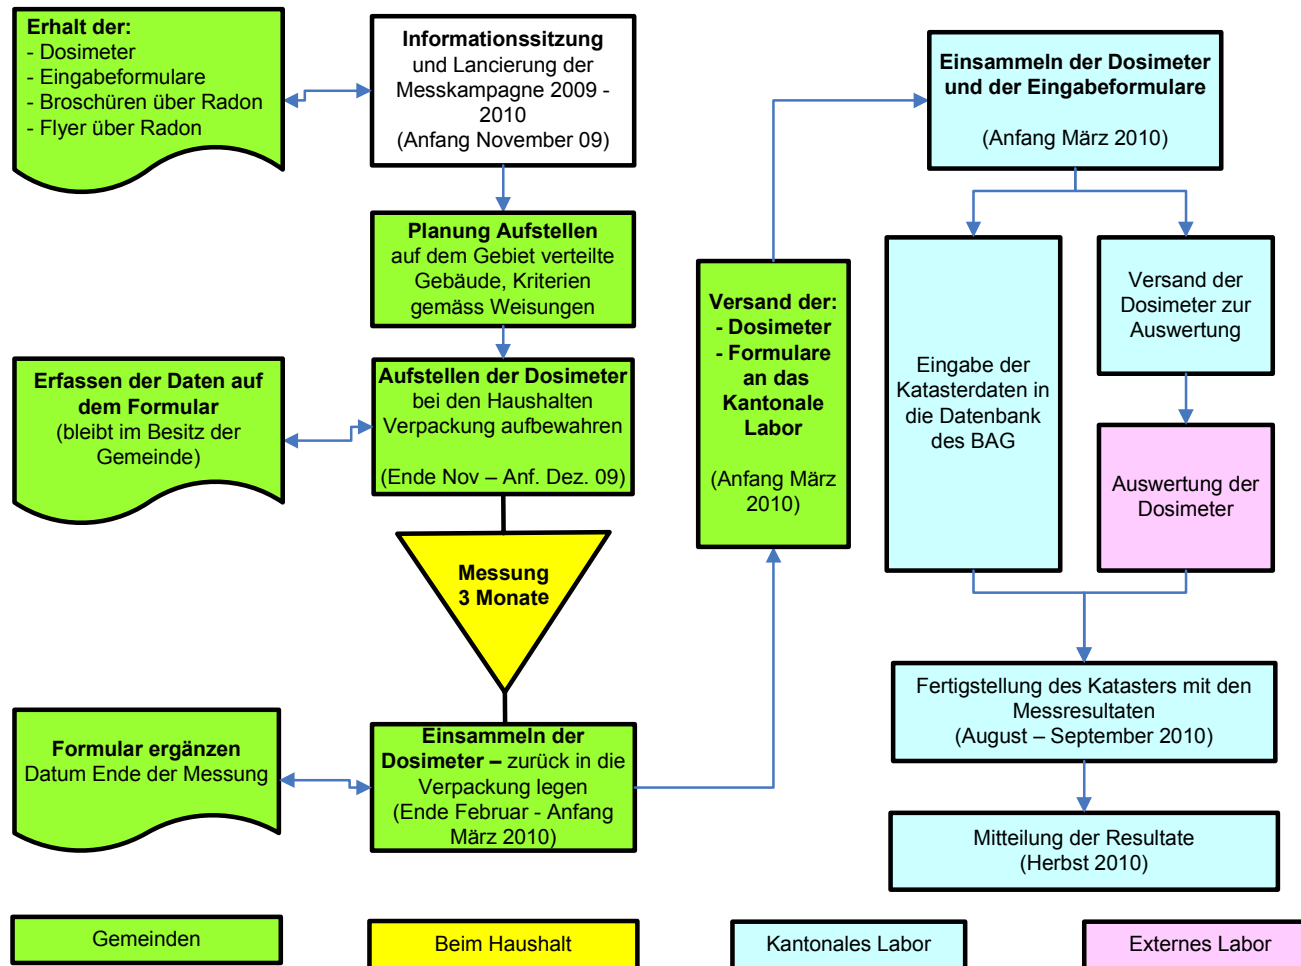 Erhalt der:
- Dosimeter
- Eingabeformulare
- Broschüren über Radon
- Flyer über Radon
Informationssitzung
und Lancierung der
Messkampagne 2009 -
2010
(Anfang November 09)
Planung Aufstellen
auf dem Gebiet verteilte
Gebäude, Kriterien
gemäss Weisungen
Erfassen der Daten auf
dem Formular
(bleibt im Besitz der
Gemeinde)
Aufstellen der Dosimeter
bei den Haushalten
Verpackung aufbewahren
(Ende Nov – Anf. Dez. 09)
Messung
3 Monate
Formular ergänzen
Datum Ende der Messung
Einsammeln der
Dosimeter – zurück in die
Verpackung legen
(Ende Februar - Anfang
März 2010)
Versand der:
- Dosimeter
- Formulare
an das
Kantonale
Labor
(Anfang März
2010)
Einsammeln der Dosimeter
und der Eingabeformulare
(Anfang März 2010)
Eingabe der
Katasterdaten in
die Datenbank
des BAG
Versand der
Dosimeter zur
Auswertung
Auswertung der
Dosimeter
Fertigstellung des Katasters mit den
Messresultaten
(August – September 2010)
Mitteilung der Resultate
(Herbst 2010)
Gemeinden
Beim Haushalt
Kantonales Labor
Externes Labor